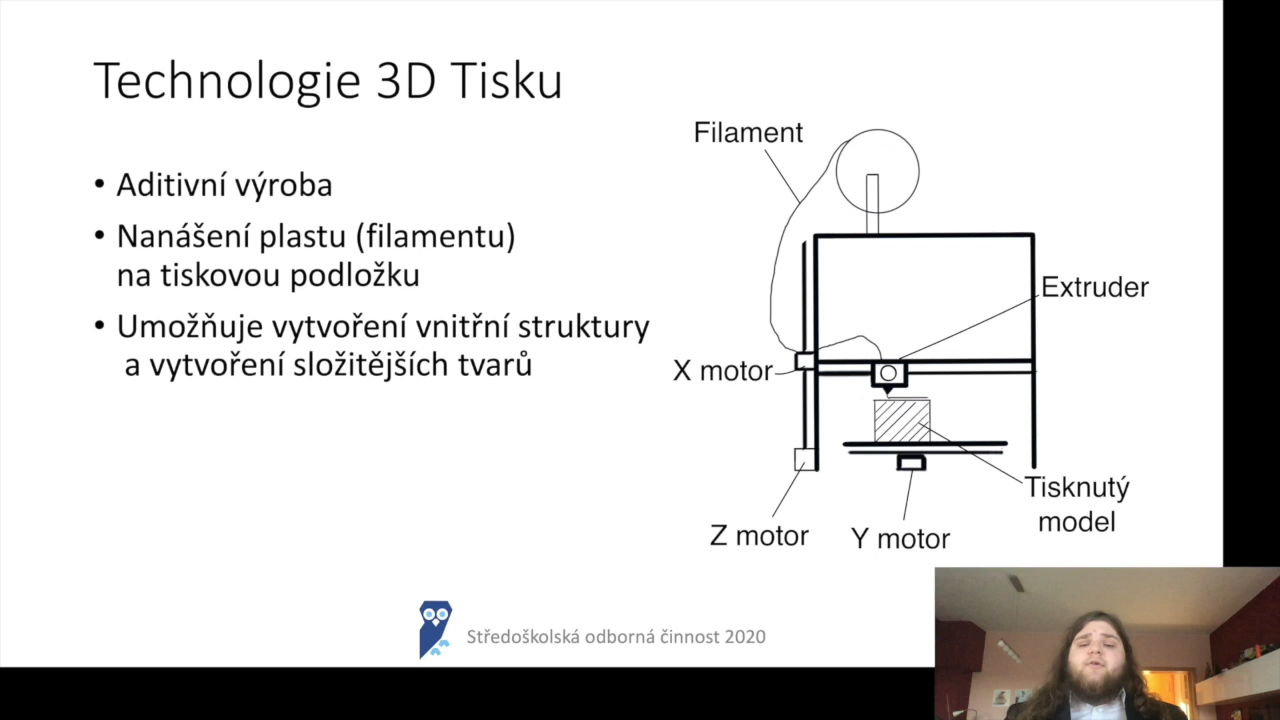 Technologie 3D Tisku
• Aditivní výroba
• Nanášení plastu (filamentu)
na tiskovou podložku
• Umožňuje vytvoření vnitřní struktury
a vytvoření složitějších tvarů
Filament
Extruder
X motor
Tisknutý
model
Z motor
Y motor
Středoškolská odborná činnost 2020